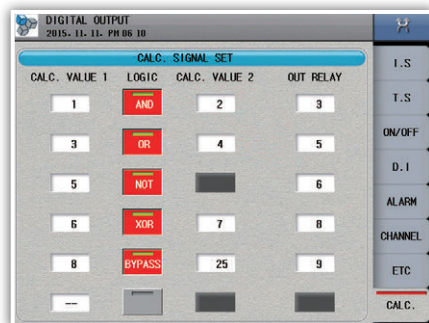 DIGITAL OUTPUT
2015. 11. 11. PM 06 10
CALC. SIGNAL SET
CALC. VALUE 1 LOGIC CALC. VALUE 2 OUT RELAY
1 AND 2 3
3 OR 4 5
5 NOT 6
6 XOR 7 8
8 BYPASS 25 9
--
I.S
T.S
ON/OFF
D.I
ALARM
CHANNEL
ETC
CALC.